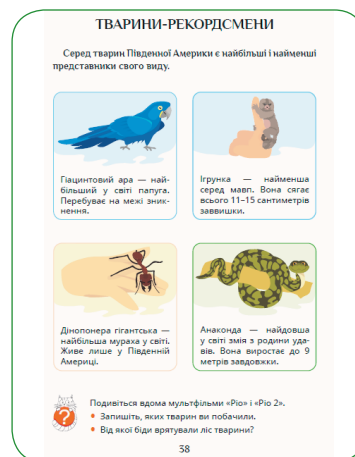 ТВАРИНИ-РЕКОРДСМЕНИ
Серед тварин Південної Америки є найбільші і найменші
представники свого виду.
Гіацинтовий ара — най-
більший у світі папуга.
Перебуває на межі зник-
нення.
Ігрунка — найменша
серед мавп. Вона сягає
всього 11–15 сантиметрів
заввишки.
Дінопонера гігантська —
найбільша мураха у світі.
Живе лише у Південній
Америці.
Анаконда — найдовша
у світі змія з родини уда-
вів. Вона виростає до 9
метрів завдовжки.
Подивіться вдома мультфільми «Ріо» і «Ріо 2».
• Запишіть, яких тварин ви побачили.
• Від якої біди врятували ліс тварини?
38